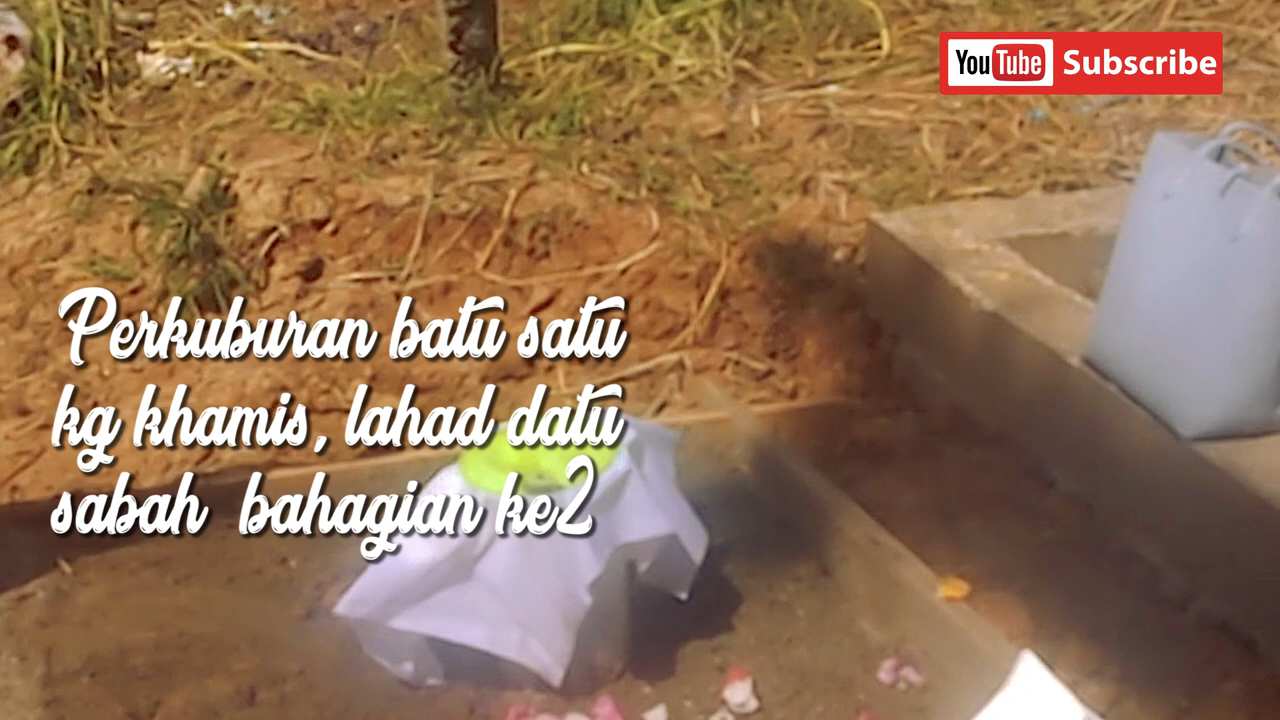 YouTube Subscribe
Perkuburan batu satu
kg khamis, lahad datu
sabah bahagian ke2